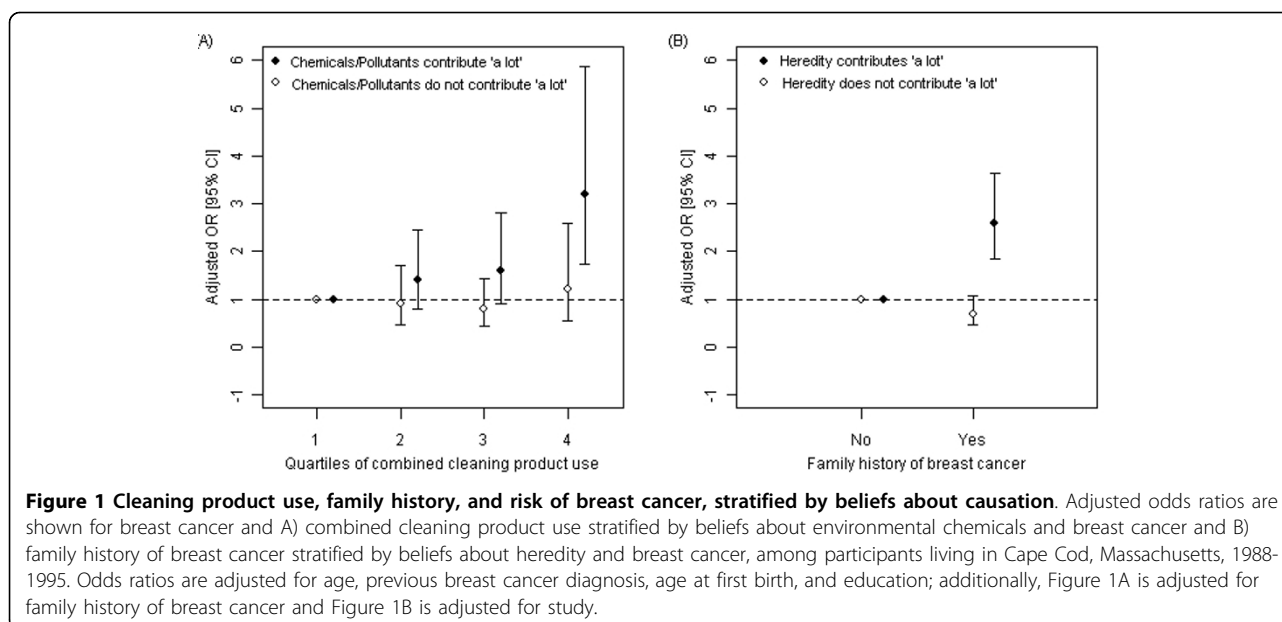 A)
Chemicals/Pollutants contribute 'a lot'
Chemicals/Pollutants do not contribute 'a lot'
Adjusted OR [95% CI]
6
5
4
3
2
1
0
-1
1 2 3 4
Quartiles of combined cleaning product use
(B)
Heredity contributes 'a lot'
Heredity does not contribute 'a lot'
Adjusted OR [95% CI]
6
5
4
3
2
1
0
-1
No Yes
Family history of breast cancer
Figure 1 Cleaning product use, family history, and risk of breast cancer, stratified by beliefs about causation. Adjusted odds ratios are
shown for breast cancer and A) combined cleaning product use stratified by beliefs about environmental chemicals and breast cancer and B)
family history of breast cancer stratified by beliefs about heredity and breast cancer, among participants living in Cape Cod, Massachusetts, 1988-
1995. Odds ratios are adjusted for age, previous breast cancer diagnosis, age at first birth, and education; additionally, Figure 1A is adjusted for
family history of breast cancer and Figure 1B is adjusted for study.